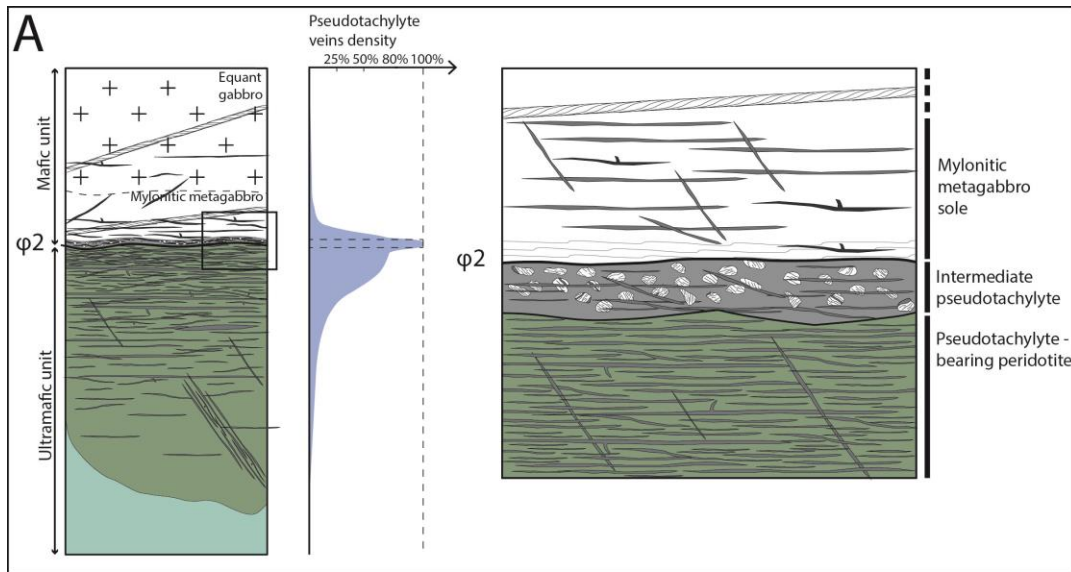 A
Pseudotachylyte
veins density
25% 50% 80% 100%
Equant
gabbro
Mafic unit
Mylonitic metagabbro
φ2
Ultramafic unit
φ2
Mylonitic
metagabbro
sole
Intermediate
pseudotachylyte
Pseudotachylyte -
bearing peridotite